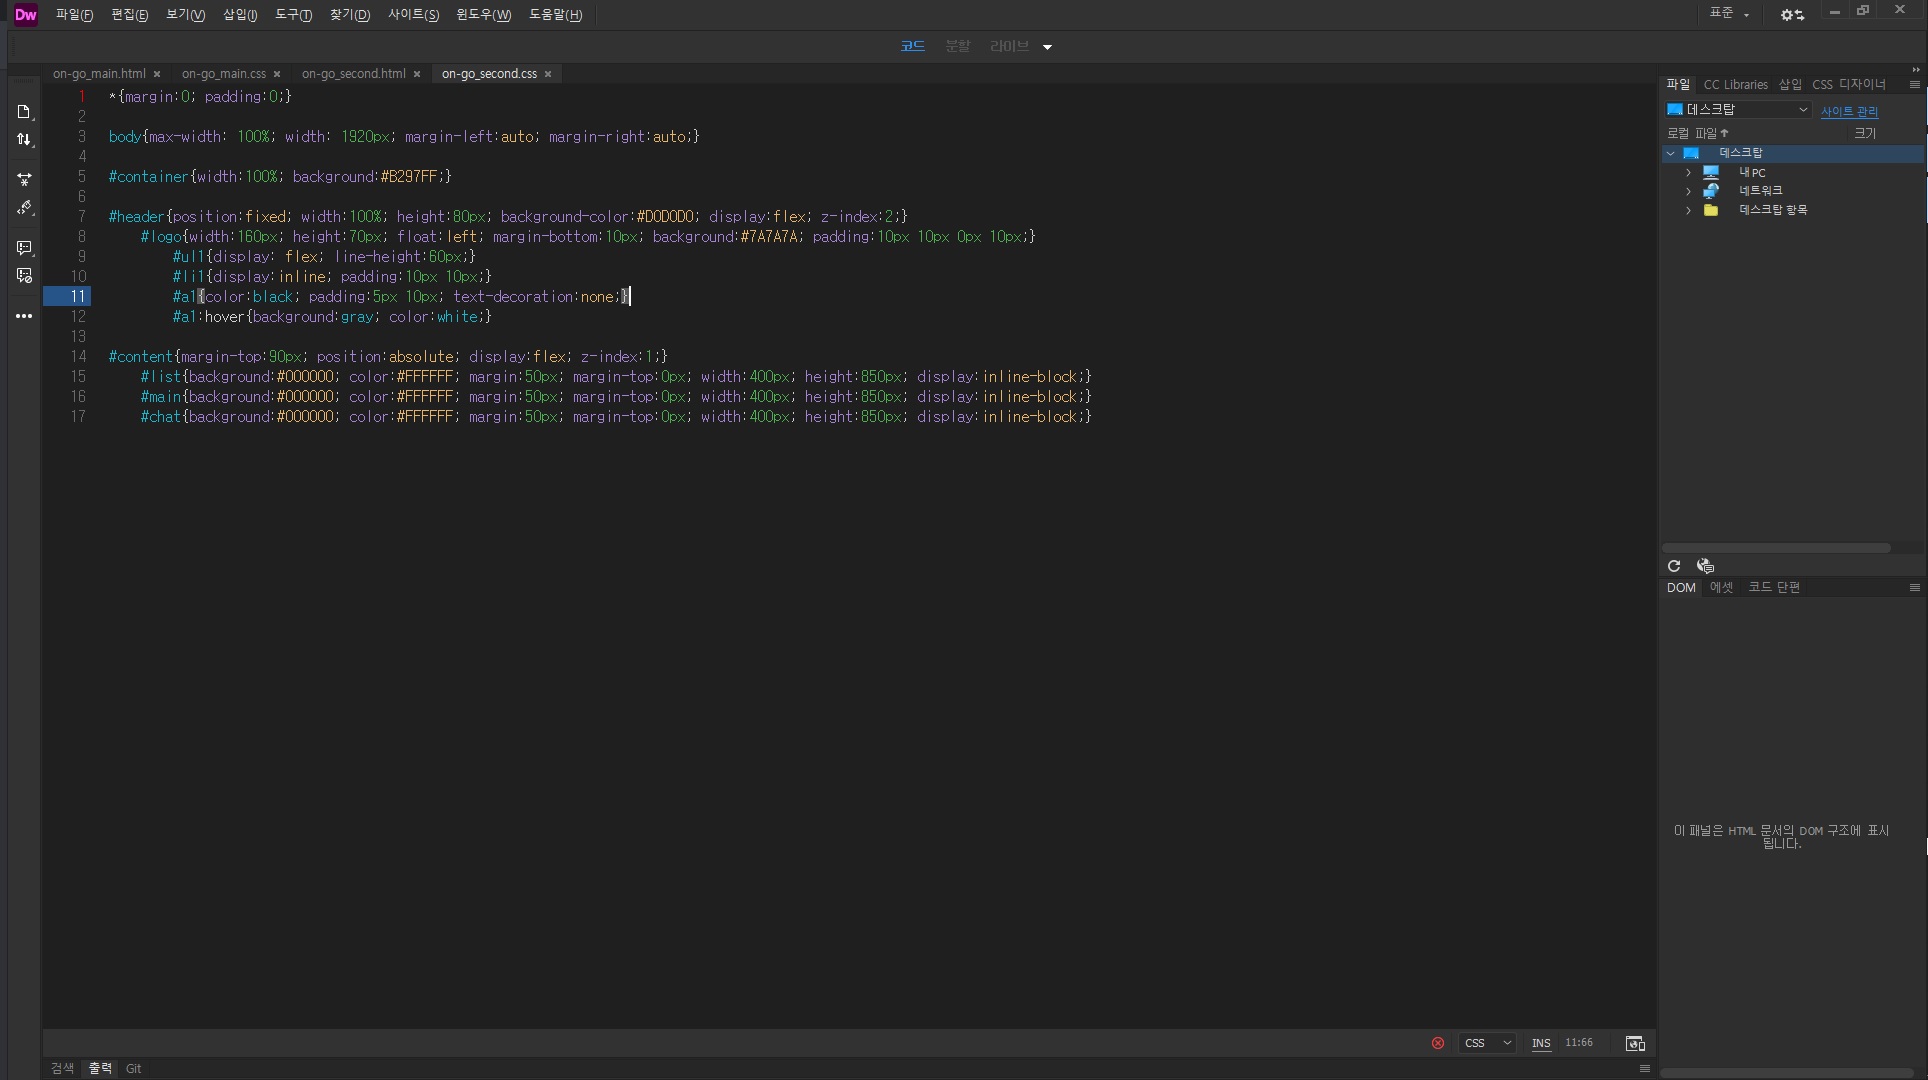 Dw 파일(F) 편집(E) 보기(V) 삽입(I) 도구(T) 찾기(D) 사이트(S) 윈도우(W) 도움말(H) 표준
코드 분할 라이브
on-go_main.html on-go_main.css on-go_second.html on-go_second.css
1 *{margin:0; padding:0;}
2
3 body{max-width: 100%; width: 1920px; margin-left:auto; margin-right:auto;}
4
5 #container{width:100%; background:#B297FF;}
6
7 #header{position:fixed; width:100%; height:80px; background-color:#D0D0D0; display:flex; z-index:2;}
8 #logo{width:160px; height:70px; float:left; margin-bottom:10px; background:#7A7A7A; padding:10px 10px 0px 10px;}
9 #ul1{display: flex; line-height:60px;}
10 #li1{display:inline; padding:10px 10px;}
11 #a1{color:black; padding:5px 10px; text-decoration:none;}
12 #a1:hover{background:gray; color:white;}
13
14 #content{margin-top:90px; position:absolute; display:flex; z-index:1;}
15 #list{background:#000000; color:#FFFFFF; margin:50px; margin-top:0px; width:400px; height:850px; display:inline-block;}
16 #main{background:#000000; color:#FFFFFF; margin:50px; margin-top:0px; width:400px; height:850px; display:inline-block;}
17 #chat{background:#000000; color:#FFFFFF; margin:50px; margin-top:0px; width:400px; height:850px; display:inline-block;}
파일 CC Libraries 삽입 CSS 디자이너
데스크탑 사이트 관리
로컬 파일↑ 크기
데스크탑
내 PC
네트워크
데스크탑 항목
DOM 에셋 코드 단편
이 패널은 HTML 문서의 DOM 구조에 표시
됩니다.
CSS INS 11:66
검색 출력 Git